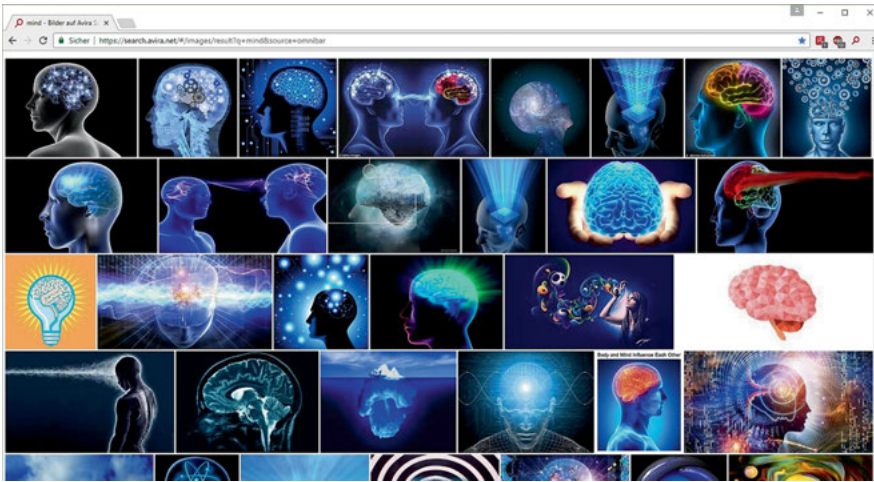 mind - Bilder auf Avira S
Sicher | https://search.avira.net/#/images/result?q=mind&source=omnibar
Body and Mind Influence Each Other